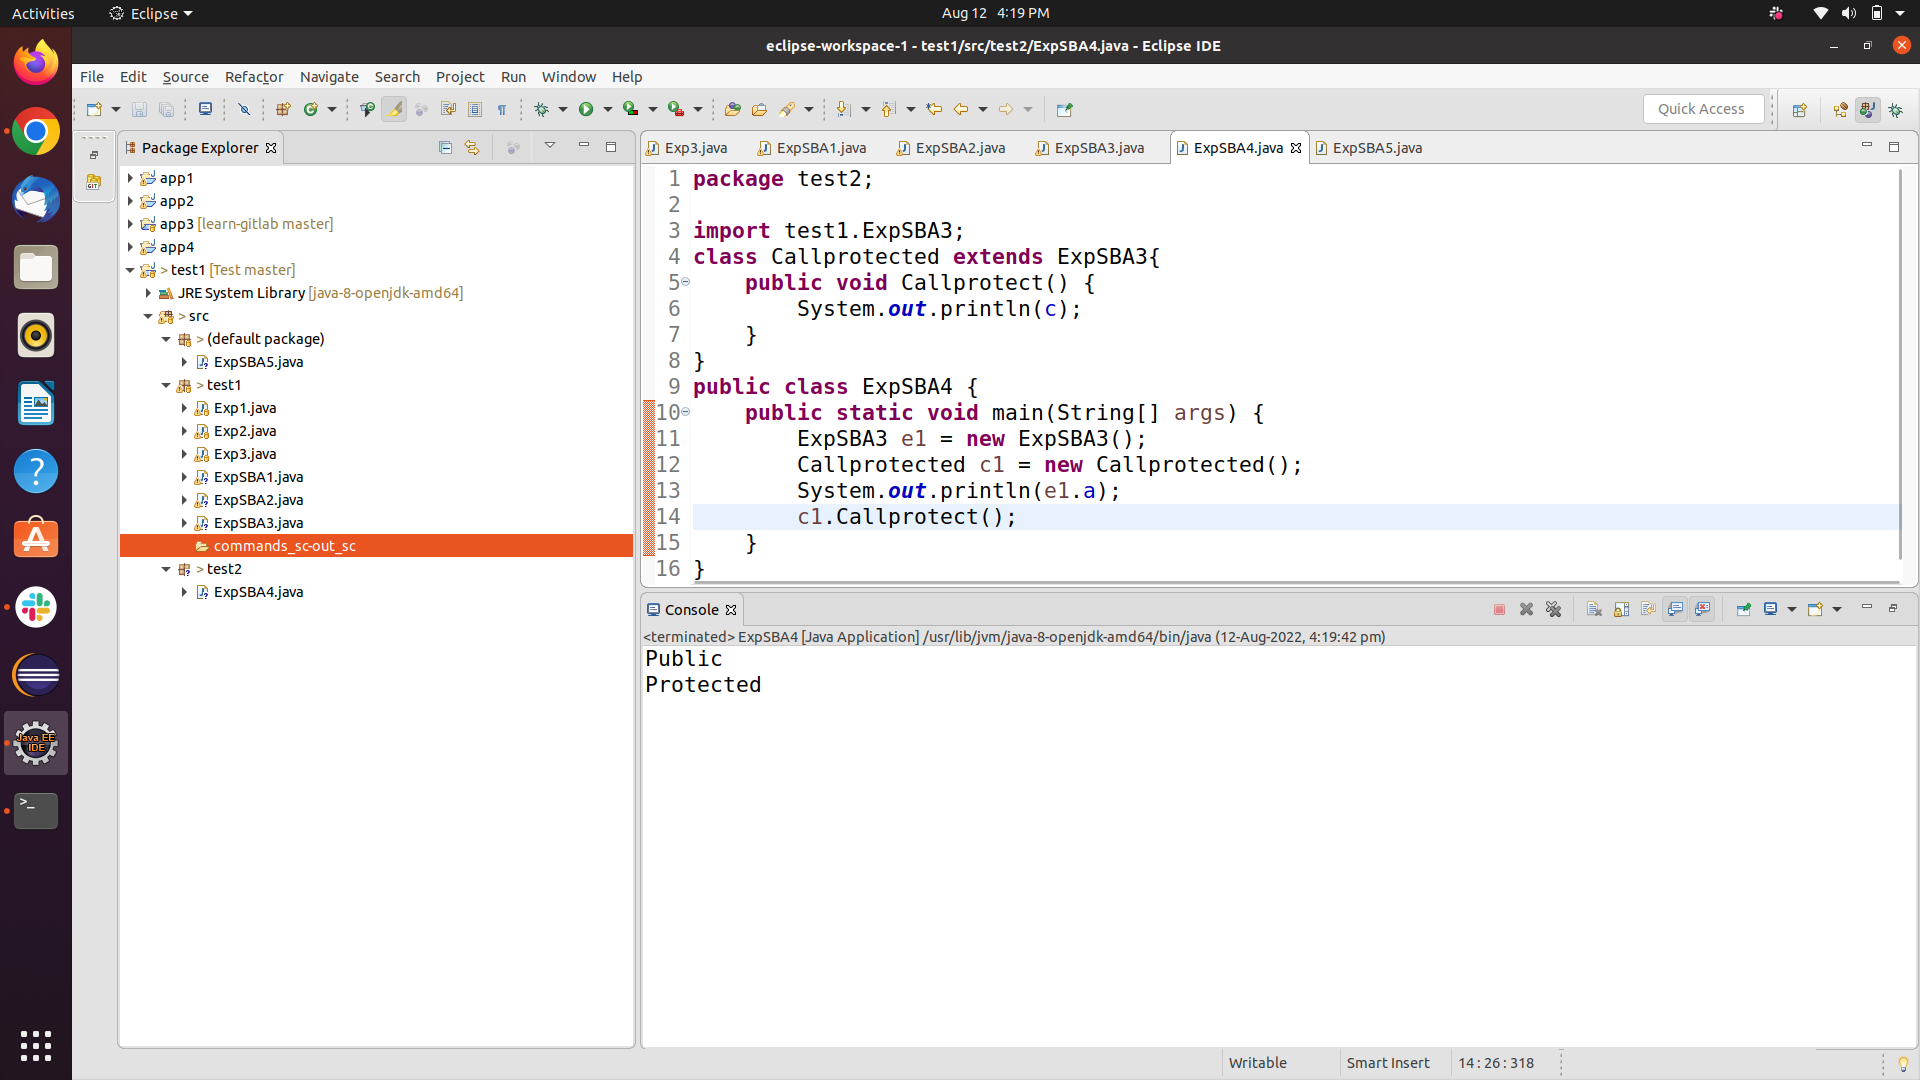 Activities Eclipse Aug 12 4:19 PM
eclipse-workspace-1 - test1/src/test2/ExpSBA4.java - Eclipse IDE
File Edit Source Refactor Navigate Search Project Run Window Help
Quick Access
Package Explorer
app1
app2
app3 [learn-gitlab master]
app4
> test1 [Test master]
JRE System Library [java-8-openjdk-amd64]
> src
> (default package)
ExpSBA5.java
> test1
Exp1.java
Exp2.java
Exp3.java
ExpSBA1.java
ExpSBA2.java
ExpSBA3.java
commands_sc-out_sc
> test2
ExpSBA4.java
Exp3.java ExpSBA1.java ExpSBA2.java ExpSBA3.java ExpSBA4.java ExpSBA5.java
1 package test2;
2
3 import test1.ExpSBA3;
4 class Callprotected extends ExpSBA3{
5 public void Callprotect() {
6 System.out.println(c);
7 }
8 }
9 public class ExpSBA4 {
10 public static void main(String[] args) {
11 ExpSBA3 e1 = new ExpSBA3();
12 Callprotected c1 = new Callprotected();
13 System.out.println(e1.a);
14 c1.Callprotect();
15 }
16 }
Console
<terminated> ExpSBA4 [Java Application] /usr/lib/jvm/java-8-openjdk-amd64/bin/java (12-Aug-2022, 4:19:42 pm)
Public
Protected
Java EE
IDE
Writable Smart Insert 14 : 26 : 318